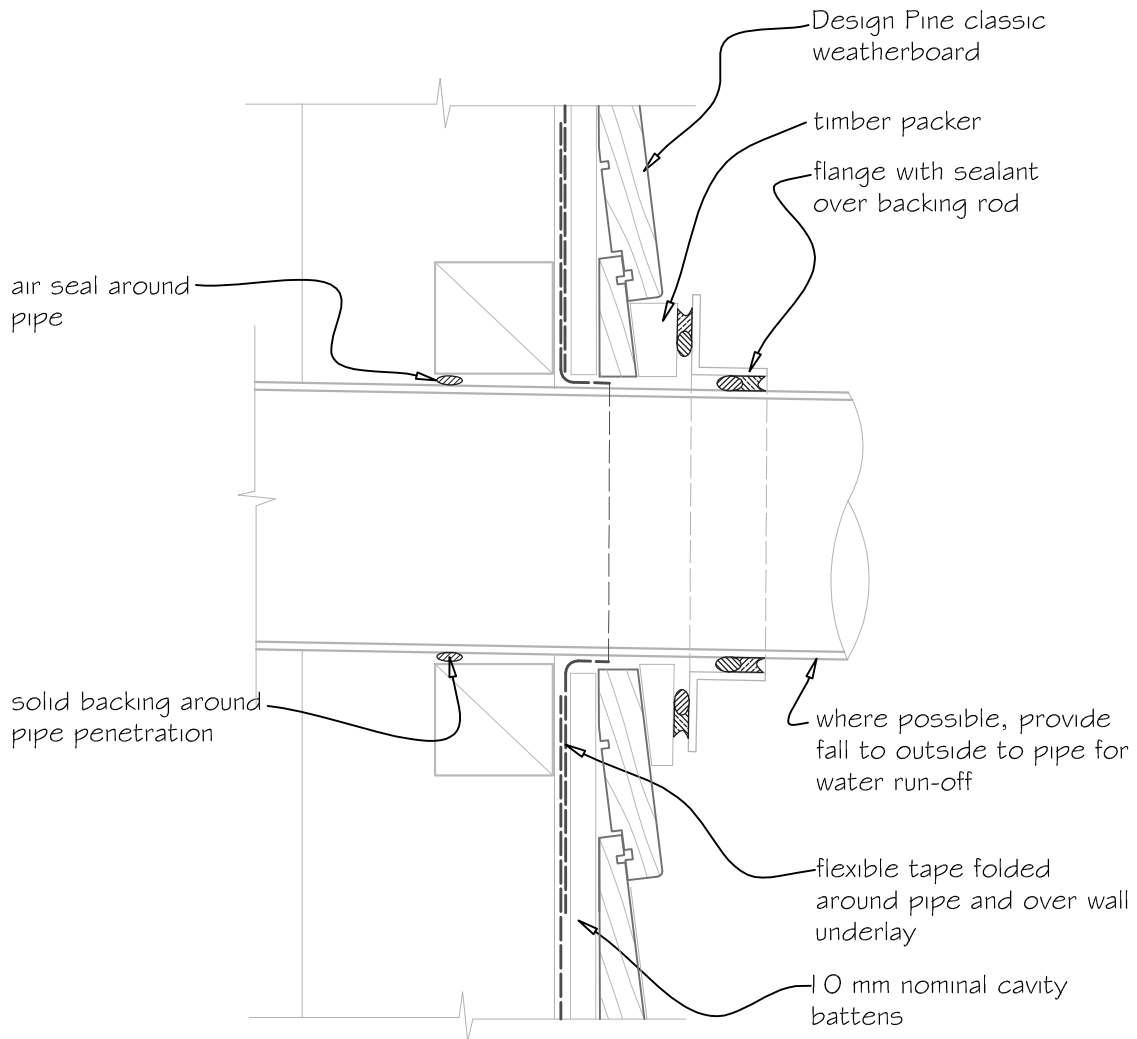 Design Pine classic
weatherboard
timber packer
flange with sealant
over backing rod
air seal around
pipe
solid backing around
pipe penetration
where possible, provide
fall to outside to pipe for
water run-off
flexible tape folded
around pipe and over wall
underlay
10 mm nominal cavity
battens